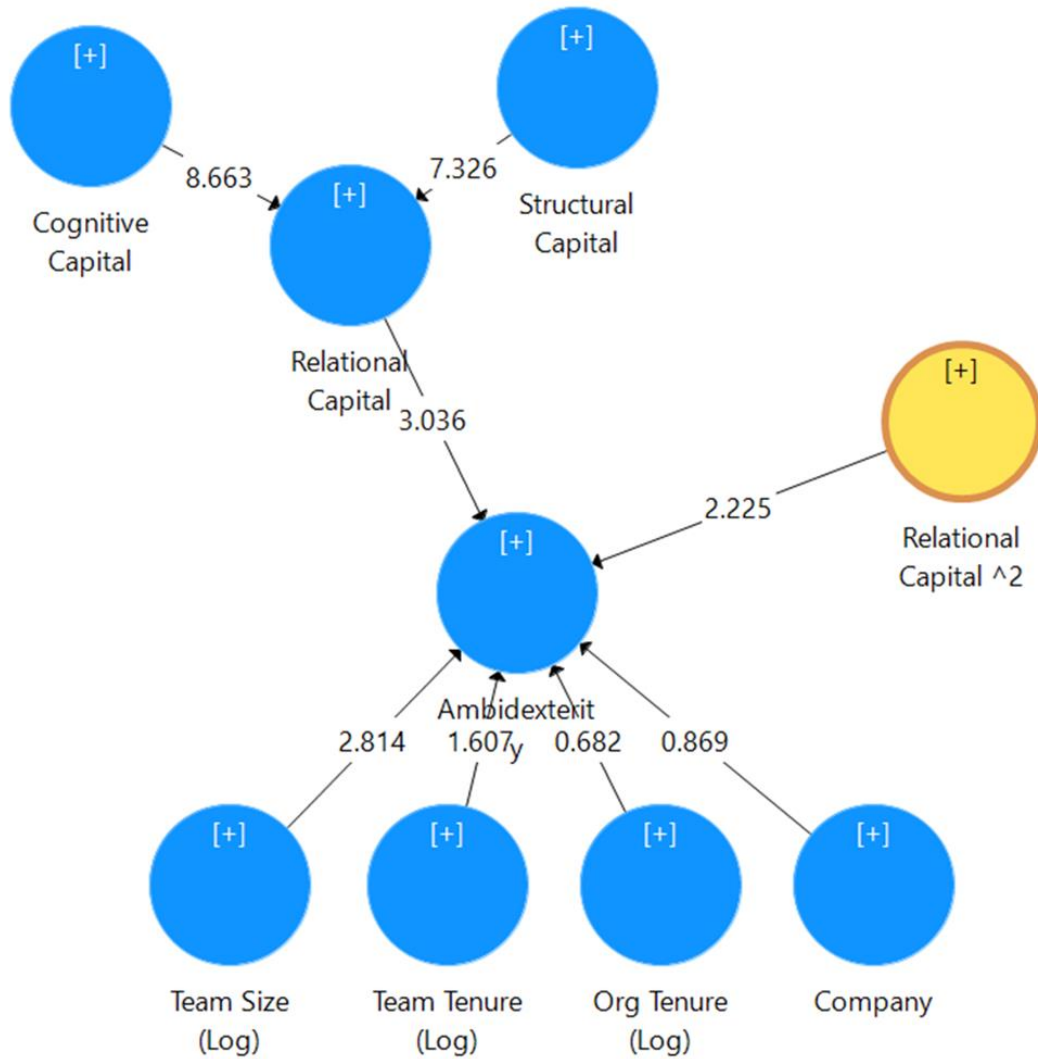 [+]
[+]
Cognitive
Capital
8.663
[+]
7.326
Structural
Capital
Relational
Capital
3.036
[+]
Relational
Capital ^2
2.225
[+]
Ambidexterit
y
2.814
1.607
0.682
0.869
[+]
[+]
[+]
[+]
Team Size
(Log)
Team Tenure
(Log)
Org Tenure
(Log)
Company